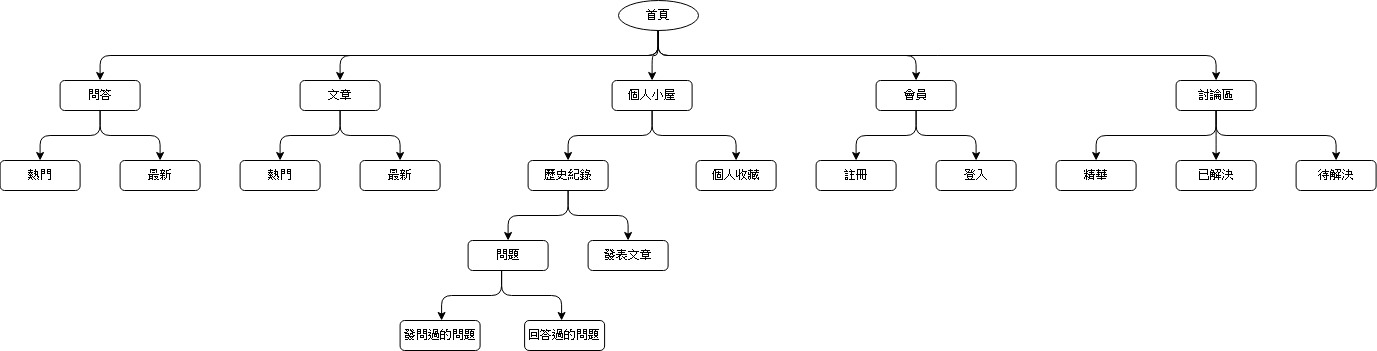 首頁
問答
文章
個人小屋
會員
討論區
熱門
最新
熱門
最新
歷史紀錄
個人收藏
註冊
登入
精華
已解決
待解決
問題
發表文章
發問過的問題
回答過的問題